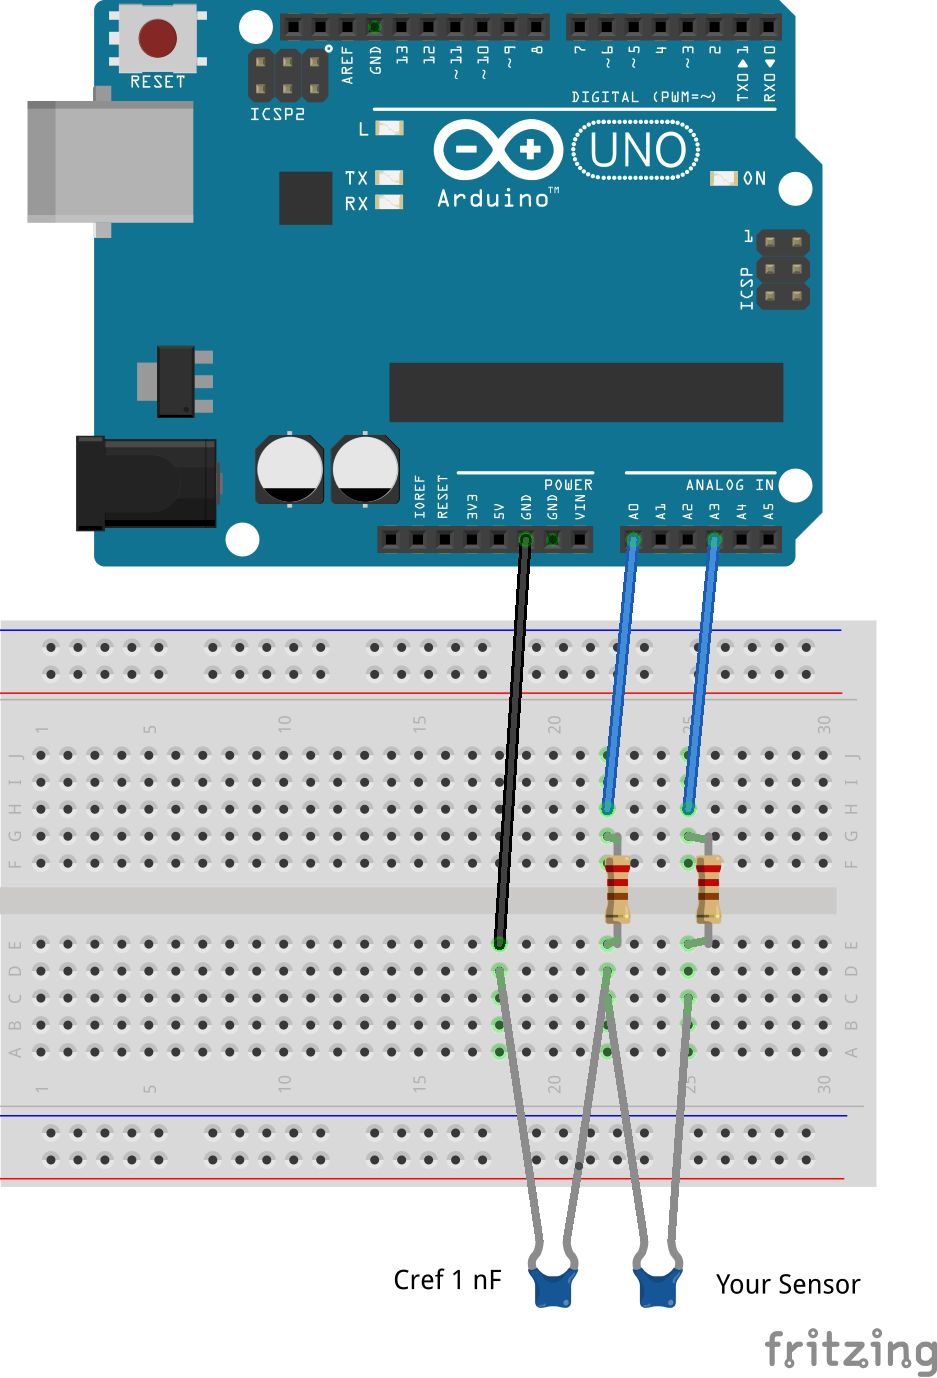 RESET
ICSP2
AREF
GND
13
12
~11
~10
~9
8
7
~6
~5
4
~3
2
TX0▶1
RX0◀0
DIGITAL (PWM=~)
L
TX
RX
Arduino™
UNO
ON
1
ICSP
IOREF
RESET
3V3
5V
GND
GND
VIN
POWER
ANALOG IN
A0
A1
A2
A3
A4
A5
1 5 10 15 20 25 30
J J
I I
H H
G G
F F
E E
D D
C C
B B
A A
1 5 10 15 20 25 30
Cref 1 nF
Your Sensor
fritzing